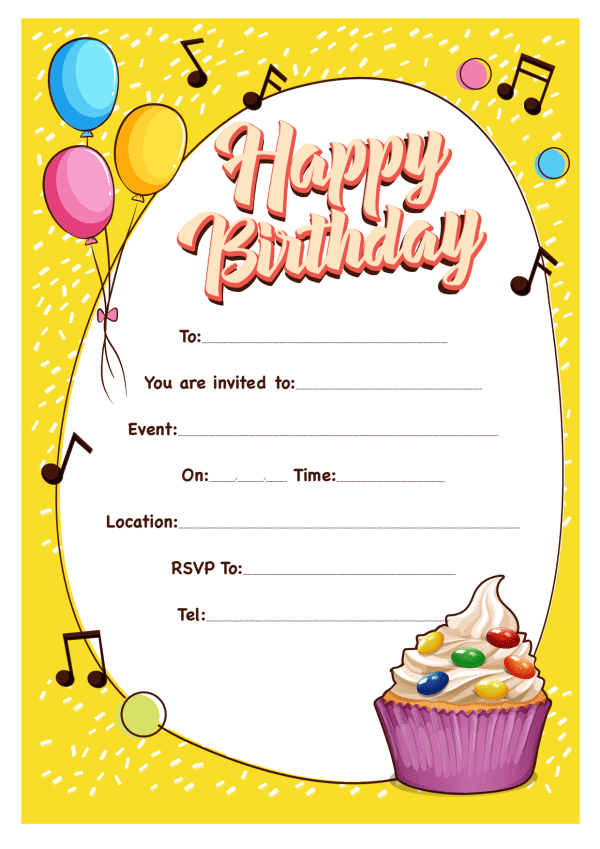 Happy
Birthday
To:
You are invited to:
Event:
On: , , Time:
Location:
RSVP To:
Tel: